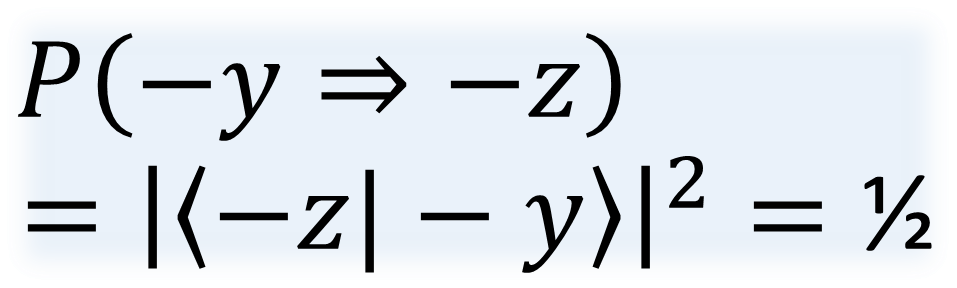 P(−y ⇒ −z)
= |⟨−z| − y⟩|² = ½